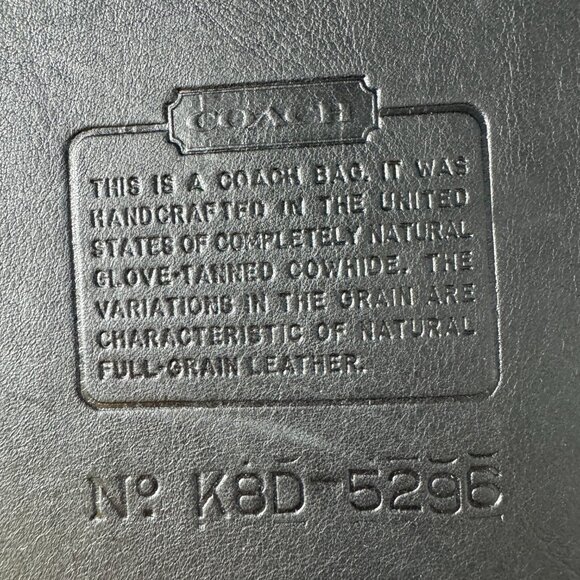 COACH
THIS IS A COACH BAG. IT WAS
HANDCRAFTED IN THE UNITED
STATES OF COMPLETELY NATURAL
GLOVE-TANNED COWHIDE. THE
VARIATIONS IN THE GRAIN ARE
CHARACTERISTIC OF NATURAL
FULL-GRAIN LEATHER.
Nº K8D-5296